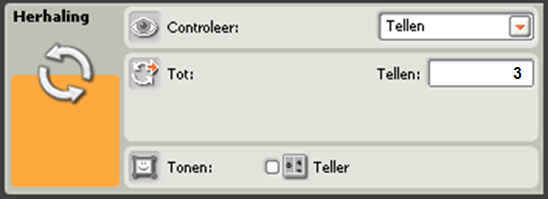 Herhaling
Controleer: Tellen
Tot: Tellen: 3
Tonen: Teller